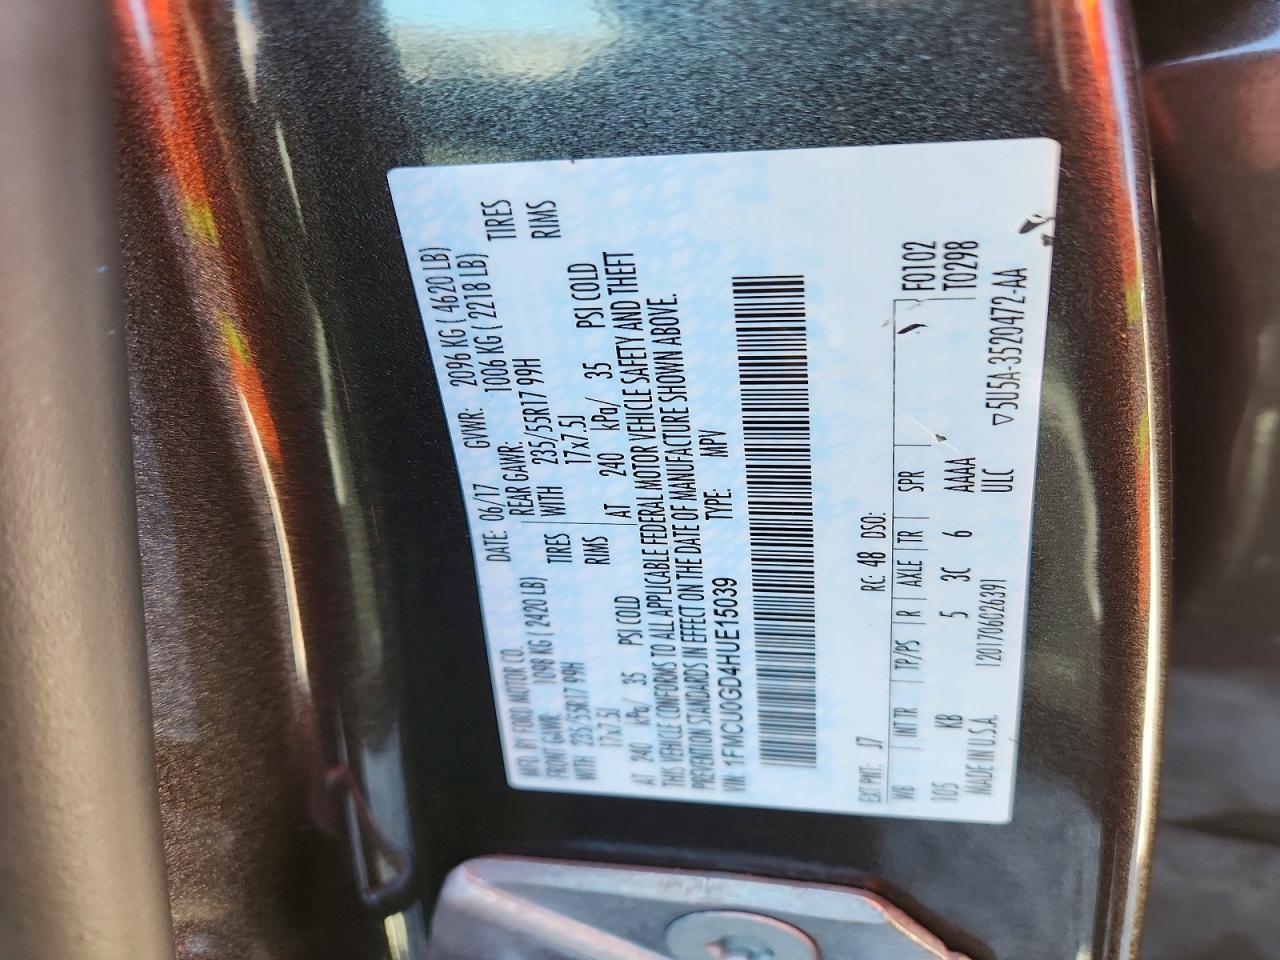 MFD. BY FORD MOTOR CO. DATE: 06/17 GVWR: 2096 KG ( 4620 LB)
FRONT GAWR: 1098 KG ( 2420 LB) REAR GAWR: 1006 KG ( 2218 LB)
WITH 235/55R17 99H TIRES WITH 235/55R17 99H TIRES
17x7.5J RIMS 17x7.5J RIMS
AT 240 kPa/ 35 PSI COLD AT 240 kPa/ 35 PSI COLD
THIS VEHICLE CONFORMS TO ALL APPLICABLE FEDERAL MOTOR VEHICLE SAFETY AND THEFT
PREVENTION STANDARDS IN EFFECT ON THE DATE OF MANUFACTURE SHOWN ABOVE.
VIN: 1FMCU0GD4HUE15039 TYPE: MPV
EXT PNT: J7 RC: 48 DSO: F0102
WB INT TR TP/PS R AXLE TR SPR T0298
105 KB 5 3C 6 AAAA
MADE IN U.S.A. 1201706026391 ULC ▽5U5A-3520472-AA